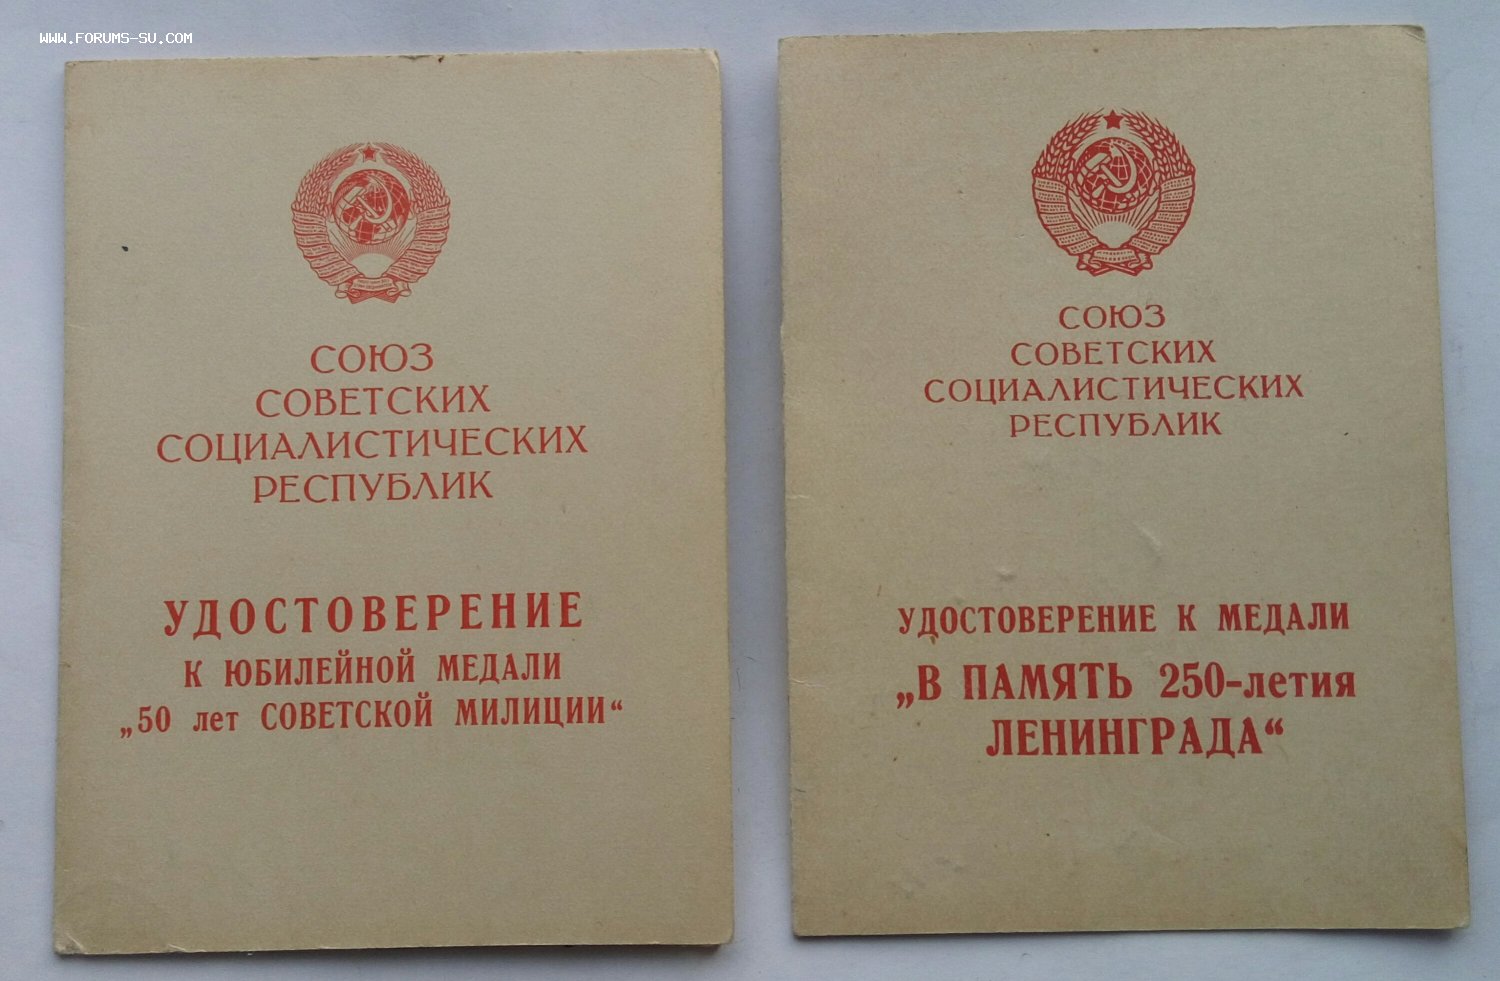 WWW.FORUMS-SU.COM
СОЮЗ
СОВЕТСКИХ
СОЦИАЛИСТИЧЕСКИХ
РЕСПУБЛИК
УДОСТОВЕРЕНИЕ
К ЮБИЛЕЙНОЙ МЕДАЛИ
„50 лет СОВЕТСКОЙ МИЛИЦИИ“
СОЮЗ
СОВЕТСКИХ
СОЦИАЛИСТИЧЕСКИХ
РЕСПУБЛИК
УДОСТОВЕРЕНИЕ К МЕДАЛИ
„В ПАМЯТЬ 250-летия
ЛЕНИНГРАДА“